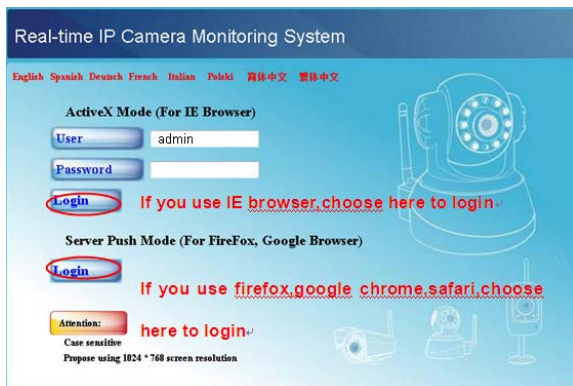 Real-time IP Camera Monitoring System
English Spanish Deutsch French Italian Polski 简体中文 繁体中文
ActiveX Mode (For IE Browser)
User admin
Password
Login If you use IE browser,choose here to login
Server Push Mode (For FireFox, Google Browser)
Login
If you use firefox,google chrome,safari,choose
Attention: here to login
Case sensitive
Propose using 1024 * 768 screen resolution